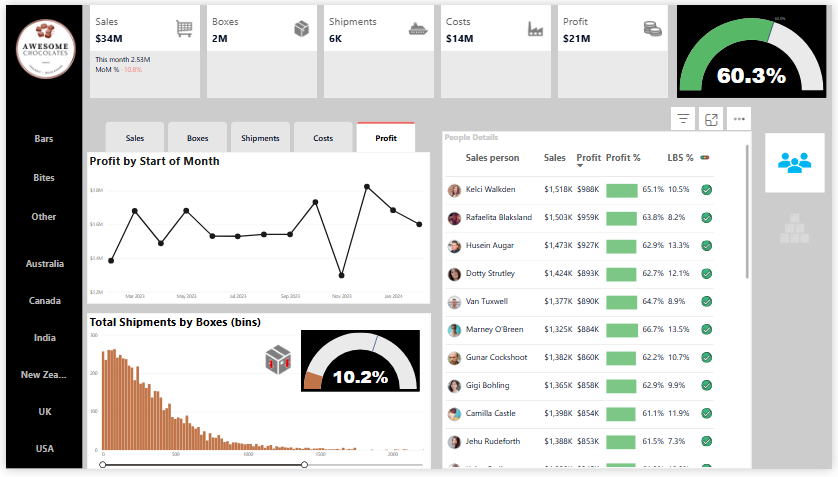 AWESOME
CHOCOLATES
Sales
$34M
This month 2.53M
MoM % -10.8%
Boxes
2M
Shipments
6K
Costs
$14M
Profit
$21M
60.0%
60.3%
Bars
Bites
Other
Australia
Canada
India
New Zea...
UK
USA
Sales Boxes Shipments Costs Profit
Profit by Start of Month
$1.8M
$1.6M
$1.4M
$1.2M
Mar 2023 May 2023 Jul 2023 Sep 2023 Nov 2023 Jan 2024
Total Shipments by Boxes (bins)
300
200
100
0
0 500 1000 1500 2000
10.2%
People Details
Sales person Sales Profit Profit % LBS %
Kelci Walkden $1,518K $988K 65.1% 10.5%
Rafaelita Blaksland $1,503K $959K 63.8% 8.2%
Husein Augar $1,473K $927K 62.9% 13.3%
Dotty Strutley $1,424K $893K 62.7% 12.1%
Van Tuxwell $1,377K $890K 64.7% 8.9%
Marney O'Breen $1,325K $884K 66.7% 13.5%
Gunar Cockshoot $1,382K $860K 62.2% 10.7%
Gigi Bohling $1,365K $858K 62.9% 9.9%
Camilla Castle $1,398K $854K 61.1% 11.9%
Jehu Rudeforth $1,388K $853K 61.5% 7.3%